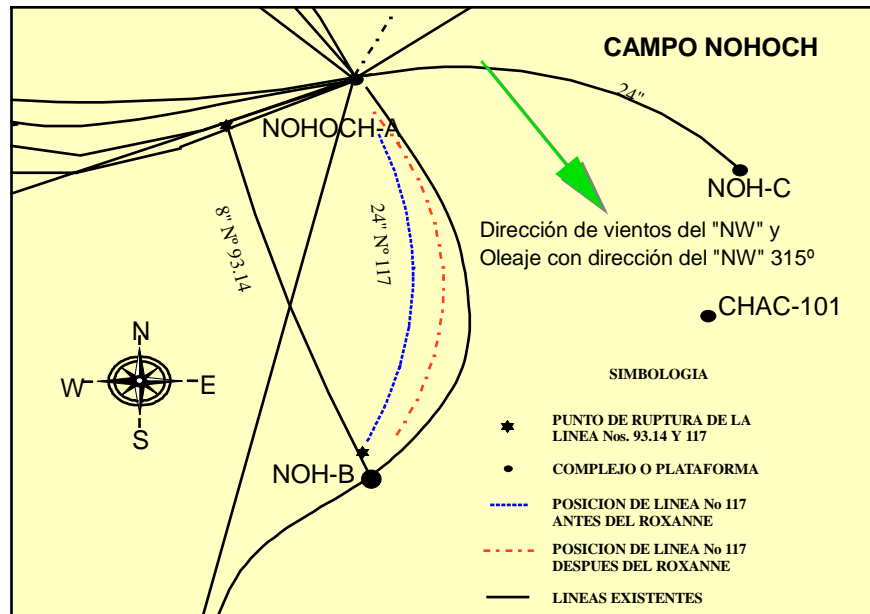 CAMPO NOHOCH
24"
NOHOCH-A
NOH-C
8" Nº 93.14
24" Nº 117
Dirección de vientos del "NW" y
Oleaje con dirección del "NW" 315º
CHAC-101
N
W
E
S
SIMBOLOGIA
PUNTO DE RUPTURA DE LA
LINEA Nos. 93.14 Y 117
NOH-B
COMPLEJO O PLATAFORMA
POSICION DE LINEA No 117
ANTES DEL ROXANNE
POSICION DE LINEA No 117
DESPUES DEL ROXANNE
LINEAS EXISTENTES